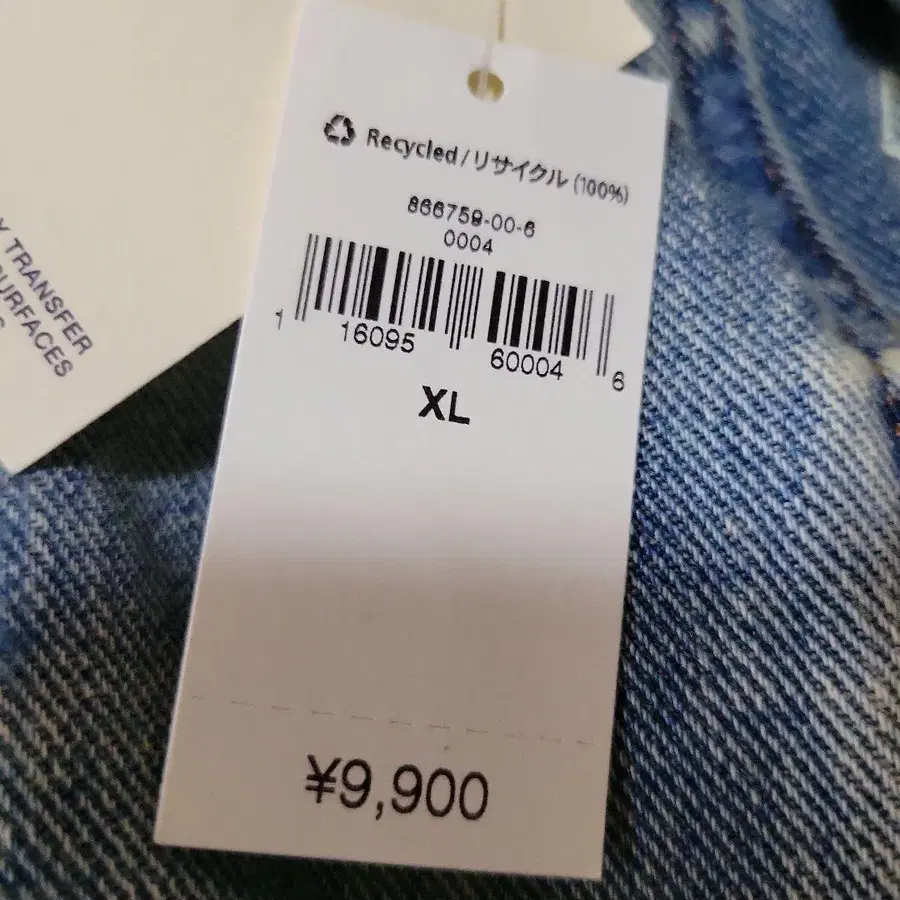 TRANSFER
SURFACES
Recycled/リサイクル (100%)
866759-00-6
0004
1 16095 60004 6
XL
¥9,900